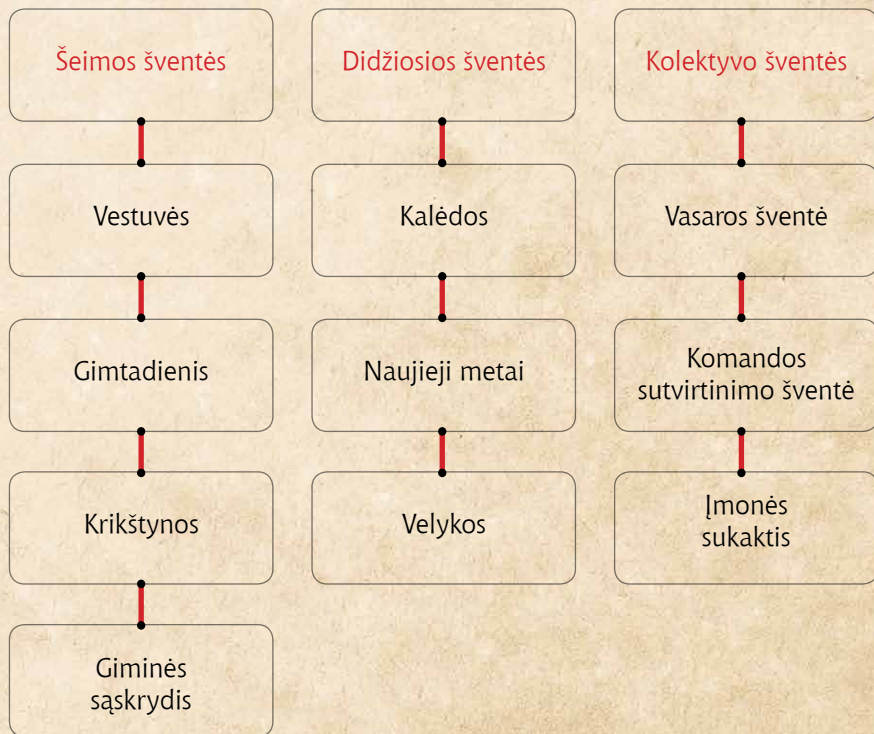 Šeimos šventės
Vestuvės
Gimtadienis
Krikštynos
Giminės
sąskrydis
Didžiosios šventės
Kalėdos
Naujieji metai
Velykos
Kolektyvo šventės
Vasaros šventė
Komandos
sutvirtinimo šventė
Įmonės
sukaktis